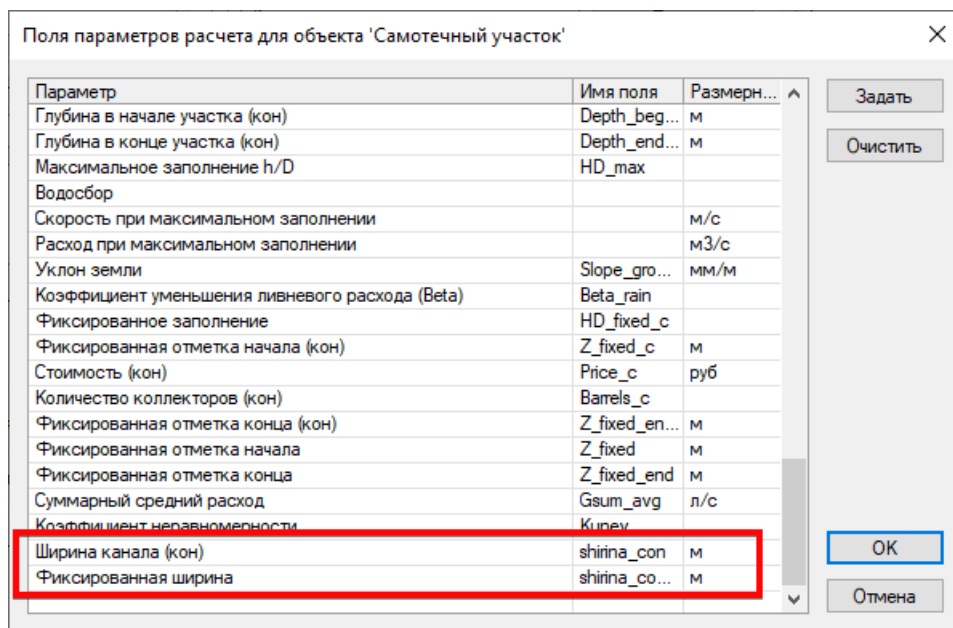 Поля параметров расчета для объекта 'Самотечный участок'
Параметр Имя поля Размерн...
Задать
Глубина в начале участка (кон) Depth_beg... м
Глубина в конце участка (кон) Depth_end... м
Очистить
Максимальное заполнение h/D HD_max
Водосбор
Скорость при максимальном заполнении м/с
Расход при максимальном заполнении м3/с
Уклон земли Slope_gro... мм/м
Коэффициент уменьшения ливневого расхода (Beta) Beta_rain
Фиксированное заполнение HD_fixed_c
Фиксированная отметка начала (кон) Z_fixed_c м
Стоимость (кон) Price_c руб
Количество коллекторов (кон) Barrels_c
Фиксированная отметка конца (кон) Z_fixed_en... м
Фиксированная отметка начала Z_fixed м
Фиксированная отметка конца Z_fixed_end м
Суммарный средний расход Gsum_avg л/с
Коэффициент неравномерности Kunev
Ширина канала (кон) shirina_con м
OK
Фиксированная ширина shirina_co... м
Отмена